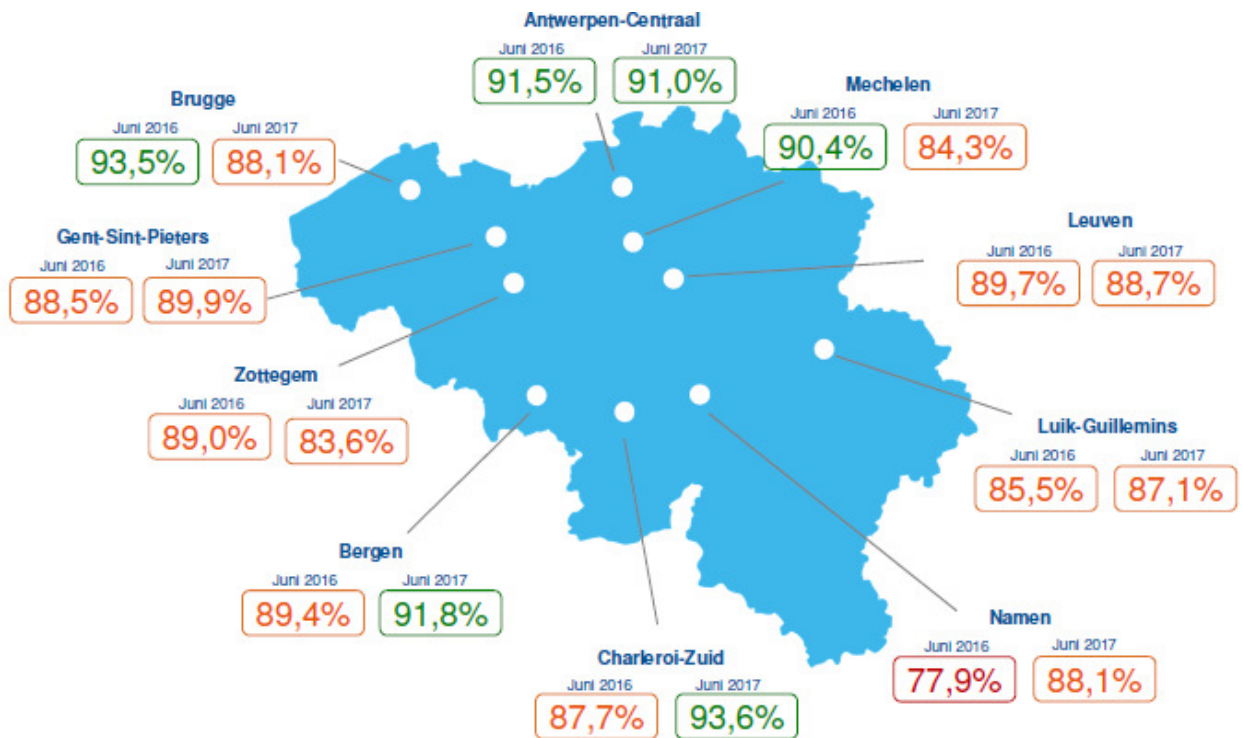 Antwerpen-Centraal
Juni 2016 Juni 2017
91,5% 91,0%
Brugge
Juni 2016 Juni 2017
93,5% 88,1%
Mechelen
Juni 2016 Juni 2017
90,4% 84,3%
Gent-Sint-Pieters
Juni 2016 Juni 2017
88,5% 89,9%
Leuven
Juni 2016 Juni 2017
89,7% 88,7%
Zottegem
Juni 2016 Juni 2017
89,0% 83,6%
Luik-Guillemins
Juni 2016 Juni 2017
85,5% 87,1%
Bergen
Juni 2016 Juni 2017
89,4% 91,8%
Charleroi-Zuid
Juni 2016 Juni 2017
87,7% 93,6%
Namen
Juni 2016 Juni 2017
77,9% 88,1%